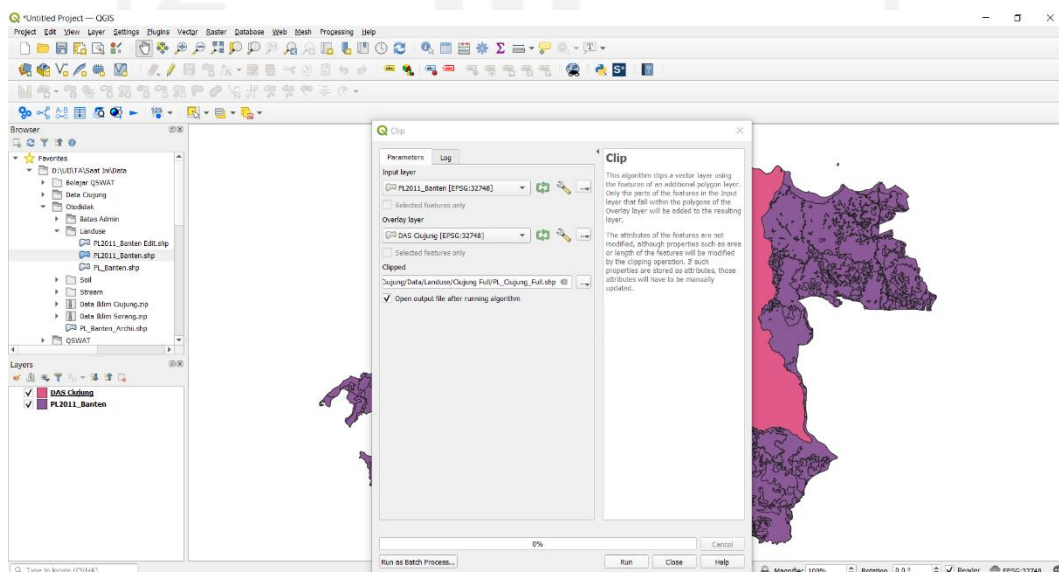 *Untitled Project — QGIS
Project Edit View Layer Settings Plugins Vector Raster Database Web Mesh Processing Help
Browser
Favorites
D:\UII\TA\Saat Ini\Data
Belajar QSWAT
Data Ciujung
Otodidak
Batas Admin
Landuse
PL2011_Banten Edit.shp
PL2011_Banten.shp
PL_Banten.shp
Soil
Stream
Data Iklim Ciujung.zip
Data Iklim Serang.zip
PL_Banten_Archii.shp
QSWAT
Layers
DAS Ciujung
PL2011_Banten
Clip
Parameters Log
Input layer
PL2011_Banten [EPSG:32748]
Selected features only
Overlay layer
DAS Ciujung [EPSG:32748]
Selected features only
Clipped
Ciujung/Data/Landuse/Ciujung Full/PL_Ciujung_Full.shp
Open output file after running algorithm
Clip
This algorithm clips a vector layer using
the features of an additional polygon layer.
Only the parts of the features in the Input
layer that fall within the polygons of the
Overlay layer will be added to the resulting
layer.
The attributes of the features are not
modified, although properties such as area
or length of the features will be modified
by the clipping operation. If such
properties are stored as attributes, those
attributes will have to be manually
updated.
0%
Cancel
Run as Batch Process...
Run Close Help
Type to locate (Ctrl+K)
Magnifier 100% Rotation 0.0 ° Render EPSG:32748